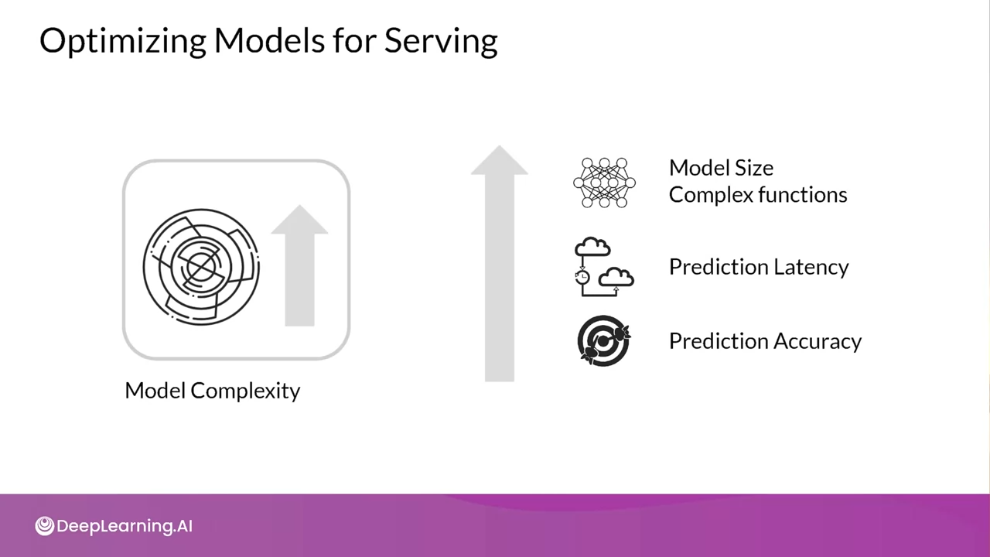 Optimizing Models for Serving
Model Complexity
Model Size
Complex functions
Prediction Latency
Prediction Accuracy
DeepLearning.AI